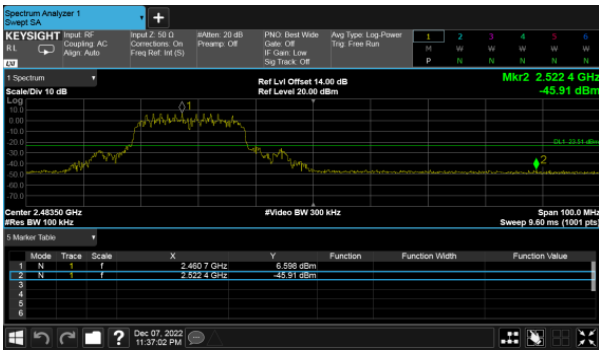 Spectrum Analyzer 1
Swept SA
+
KEYSIGHT Input: RF Input Z: 50 Ω #Atten: 20 dB PNO: Best Wide Avg Type: Log-Power 1 2 3 4 5 6
R L Coupling: AC Corrections: On Preamp: Off Gate: Off Trig: Free Run M W W W W W
Align: Auto Freq Ref: Int (S) IF Gain: Low P N N N N N
LXI Sig Track: Off
1 Spectrum Ref Lvl Offset 14.00 dB Mkr2 2.522 4 GHz
Scale/Div 10 dB Ref Level 20.00 dBm -45.91 dBm
Log
10.0 1
0.00
-10.0
-20.0 DL1 -23.51 dBm
-30.0
-40.0 2
-50.0
-60.0
-70.0
Center 2.48350 GHz #Video BW 300 kHz Span 100.0 MHz
#Res BW 100 kHz Sweep 9.60 ms (1001 pts)
5 Marker Table
Mode Trace Scale X Y Function Function Width Function Value
1 N 1 f 2.460 7 GHz 6.598 dBm
2 N 1 f 2.522 4 GHz -45.91 dBm
3
4
5
6
? Dec 07, 2022
11:37:02 PM